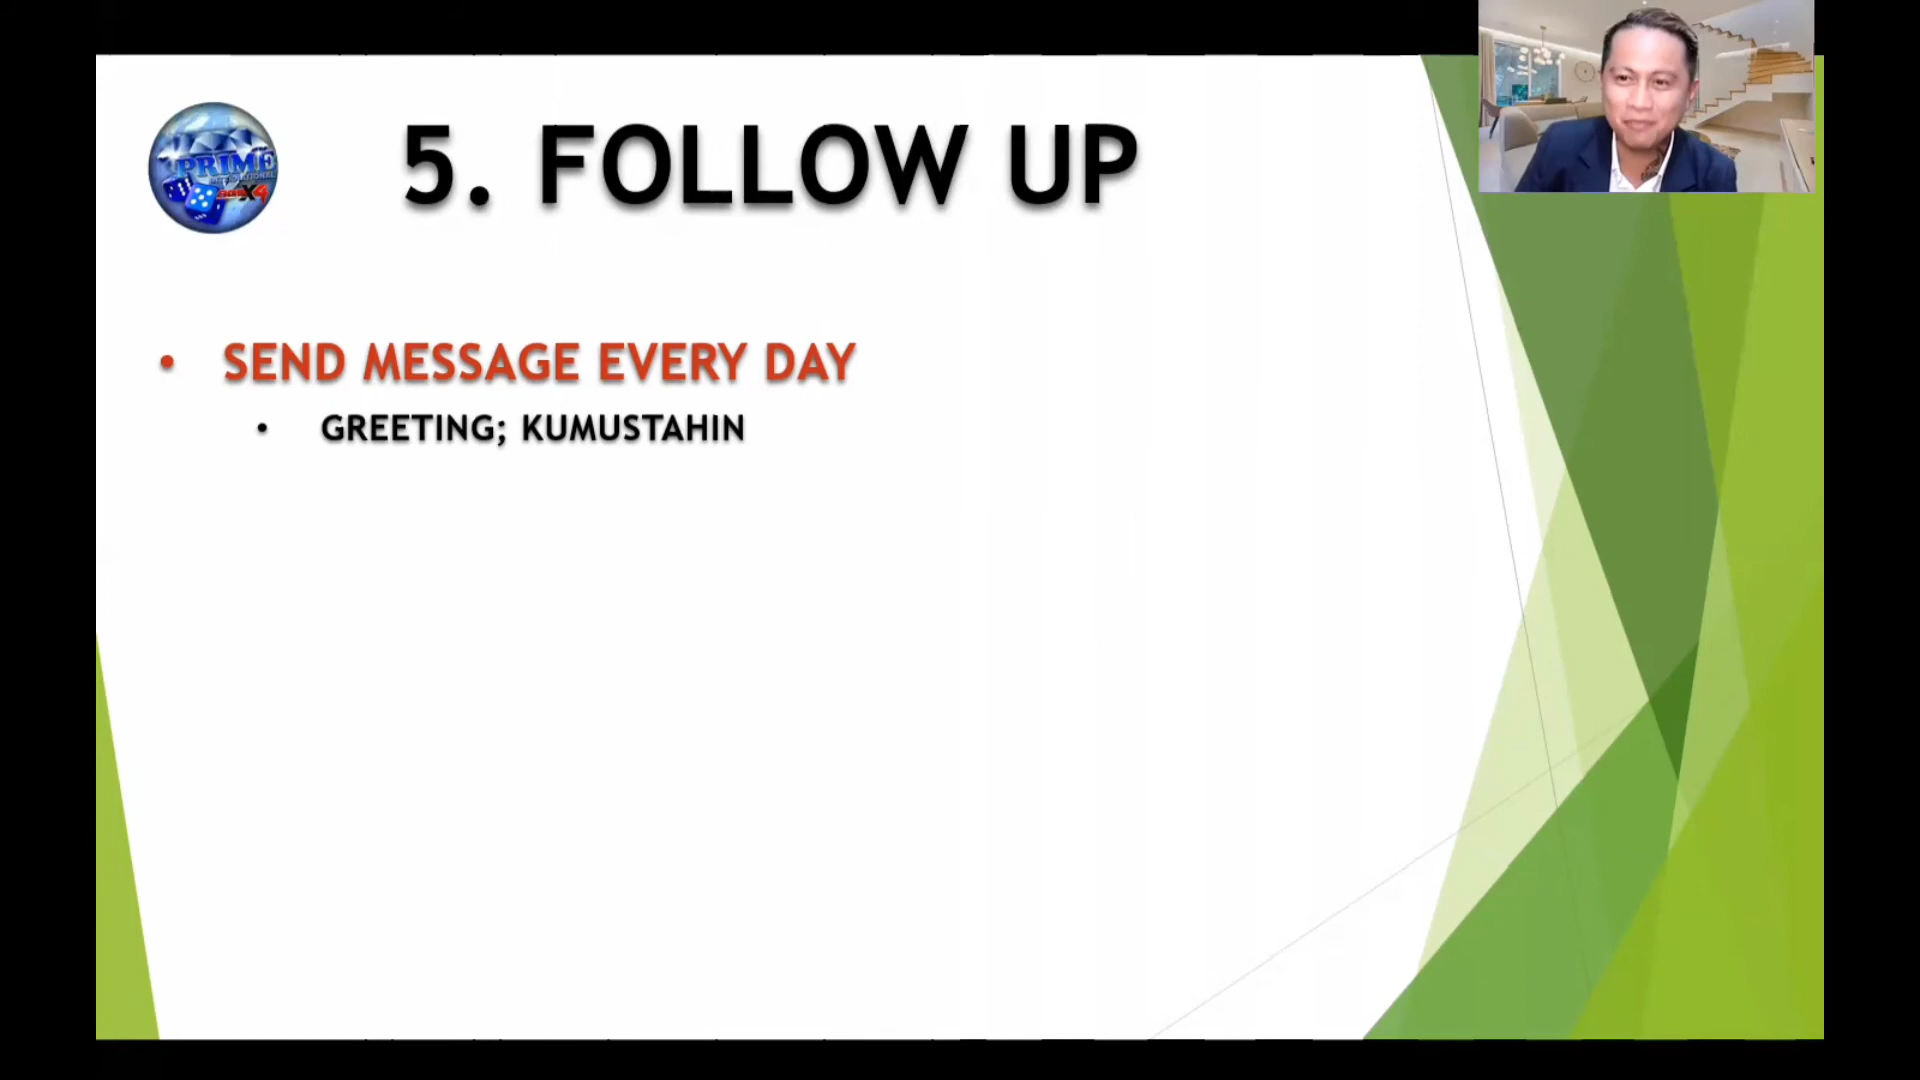 PRIME
5. FOLLOW UP
• SEND MESSAGE EVERY DAY
• GREETING; KUMUSTAHIN